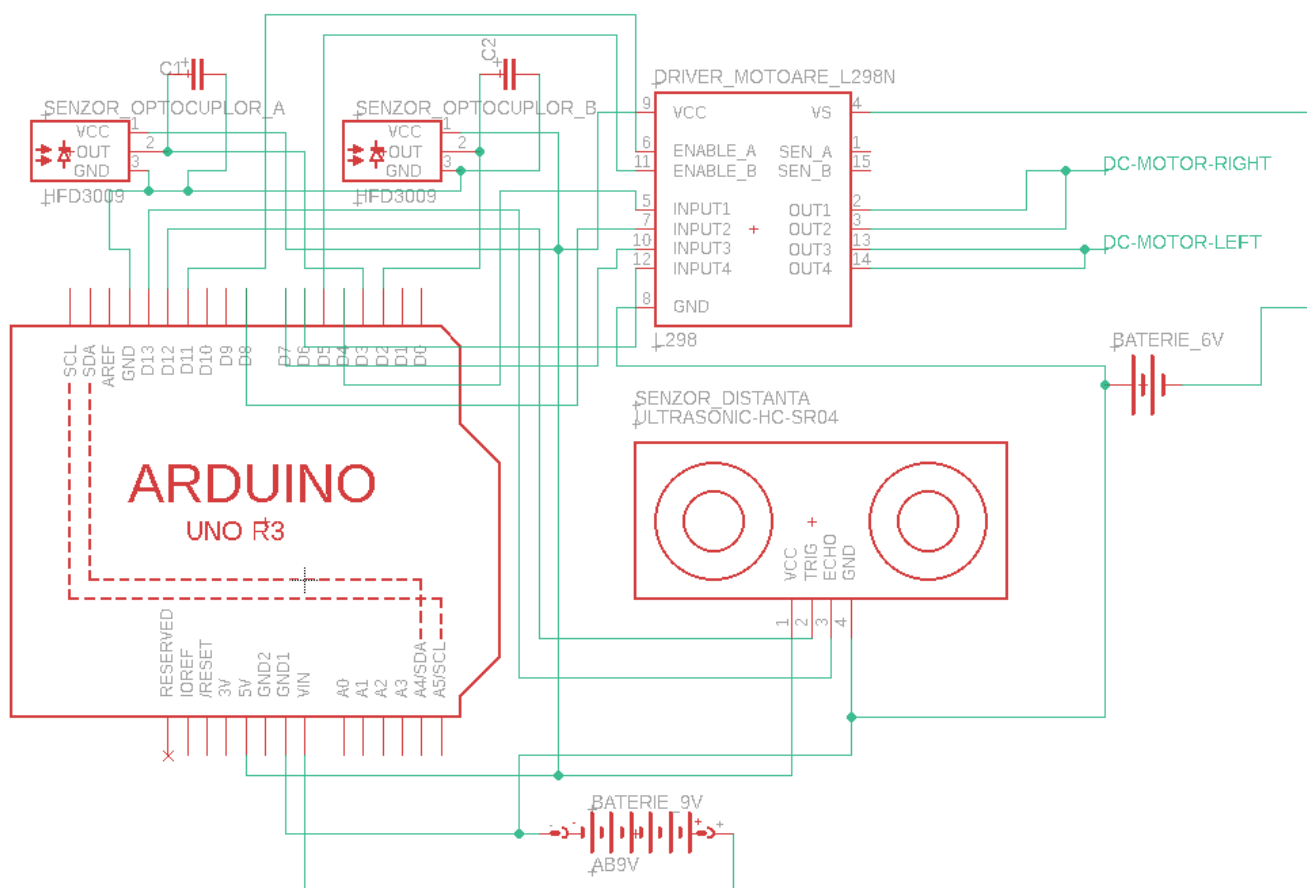 C1
C2
SENZOR_OPTOCUPLOR_A
VCC 1
OUT 2
GND 3
HFD3009
SENZOR_OPTOCUPLOR_B
VCC 1
OUT 2
GND 3
HFD3009
DRIVER_MOTOARE_L298N
9 VCC VS 4
6 ENABLE_A SEN_A 1
11 ENABLE_B SEN_B 15
5 INPUT1 OUT1 2
7 INPUT2 OUT2 3
10 INPUT3 OUT3 13
12 INPUT4 OUT4 14
8 GND
L298
DC-MOTOR-RIGHT
DC-MOTOR-LEFT
BATERIE_6V
SCL
SDA
AREF
GND
D13
D12
D11
D10
D9
D8
D7
D6
D5
D4
D3
D2
D1
D0
ARDUINO
UNO R3
RESERVED
IOREF
/RESET
3V
5V
GND2
GND1
VIN
A0
A1
A2
A3
A4/SDA
A5/SCL
SENZOR_DISTANTA
ULTRASONIC-HC-SR04
VCC
TRIG
ECHO
GND
1
2
3
4
BATERIE_9V
- - + +
AB9V